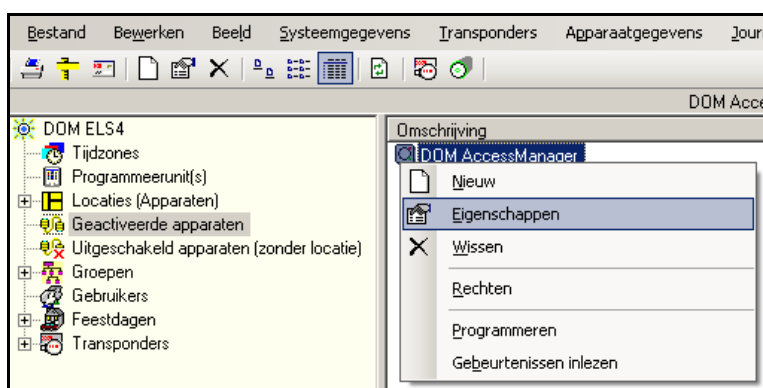 Bestand Bewerken Beeld Systeemgegevens Transponders Apparaatgegevens Jour
DOM Acce
DOM ELS4
Tijdzones
Programmeerunit(s)
Locaties (Apparaten)
Geactiveerde apparaten
Uitgeschakeld apparaten (zonder locatie)
Groepen
Gebruikers
Feestdagen
Transponders
Omschrijving
DOM AccessManager
Nieuw
Eigenschappen
Wissen
Rechten
Programmeren
Gebeurtenissen inlezen